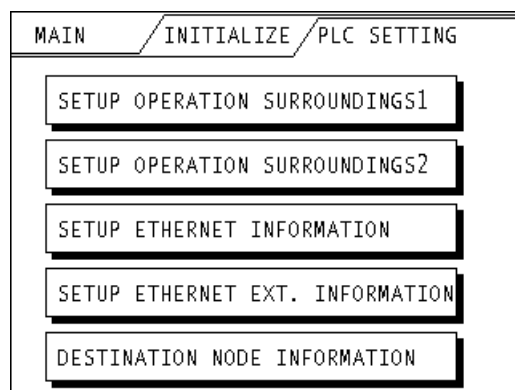 MAIN INITIALIZE PLC SETTING
SETUP OPERATION SURROUNDINGS1
SETUP OPERATION SURROUNDINGS2
SETUP ETHERNET INFORMATION
SETUP ETHERNET EXT. INFORMATION
DESTINATION NODE INFORMATION